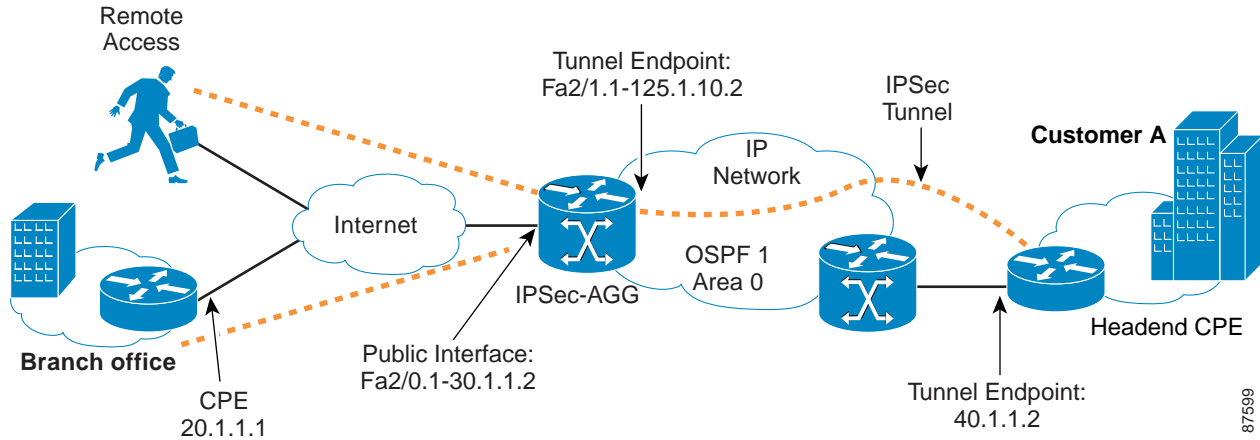 Remote
Access
Tunnel Endpoint:
Fa2/1.1-125.1.10.2
IPSec
Tunnel
Customer A
IP
Network
Internet
OSPF 1
Area 0
IPSec-AGG
Headend CPE
Branch office
Public Interface:
Fa2/0.1-30.1.1.2
CPE
20.1.1.1
Tunnel Endpoint:
40.1.1.2
87599